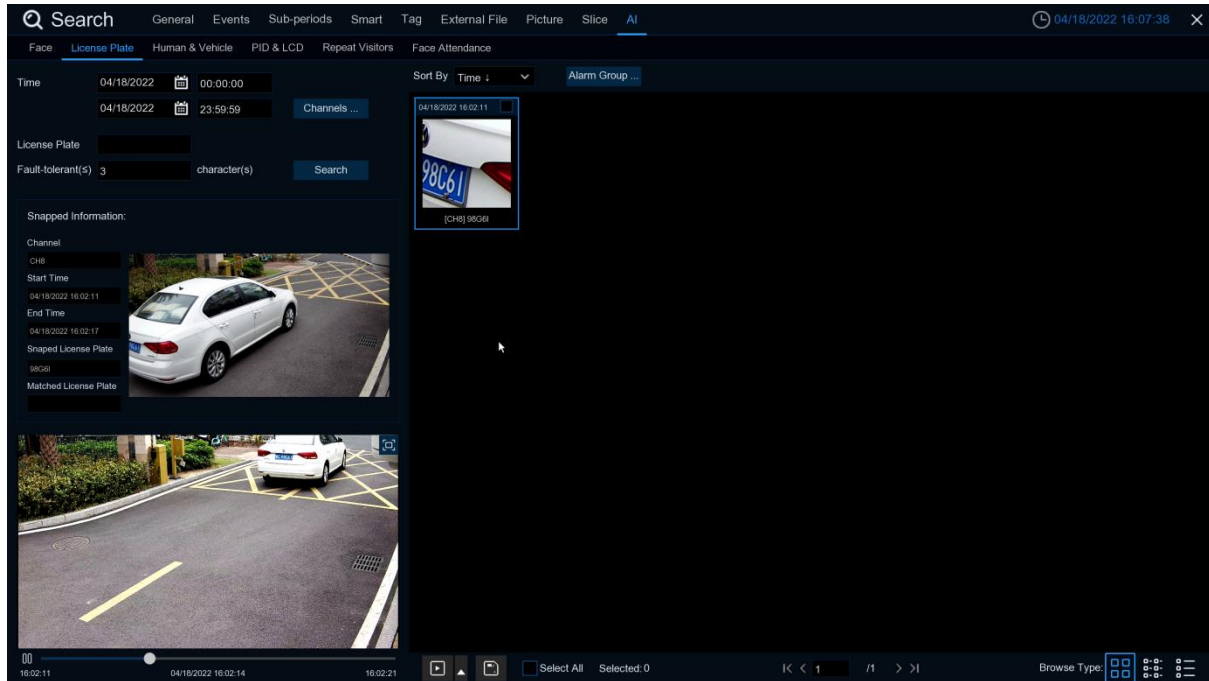 Search General Events Sub-periods Smart Tag External File Picture Slice AI 04/18/2022 16:07:38
Face License Plate Human & Vehicle PID & LCD Repeat Visitors Face Attendance
Time 04/18/2022 00:00:00
04/18/2022 23:59:59 Channels ...
License Plate
Fault-tolerant(≤) 3 character(s) Search
Snapped Information:
Channel
CH8
Start Time
04/18/2022 16:02:11
End Time
04/18/2022 16:02:17
Snaped License Plate
98G6I
Matched License Plate
16:02:11 04/18/2022 16:02:14 16:02:21
Sort By Time ↓ Alarm Group ...
04/18/2022 16:02:11
98C61
[CH8] 98G6I
Select All Selected: 0 1 /1 Browse Type: